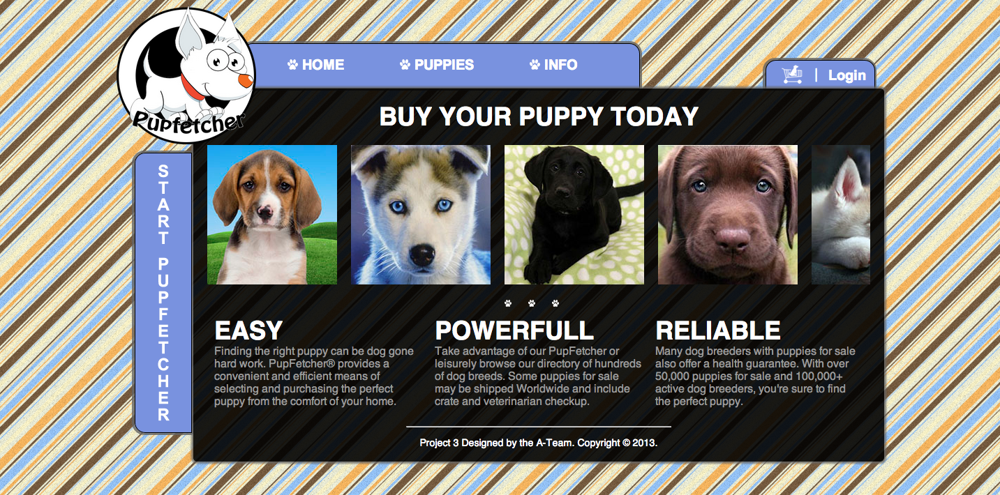 Pupfetcher
HOME
PUPPIES
INFO
| Login
START PUPFETCHER
BUY YOUR PUPPY TODAY
EASY
Finding the right puppy can be dog gone
hard work. PupFetcher® provides a
convenient and efficient means of
selecting and purchasing the perfect
puppy from the comfort of your home.
POWERFULL
Take advantage of our PupFetcher or
leisurely browse our directory of hundreds
of dog breeds. Some puppies for sale
may be shipped Worldwide and include
crate and veterinarian checkup.
RELIABLE
Many dog breeders with puppies for sale
also offer a health guarantee. With over
50,000 puppies for sale and 100,000+
active dog breeders, you're sure to find
the perfect puppy.
Project 3 Designed by the A-Team. Copyright © 2013.